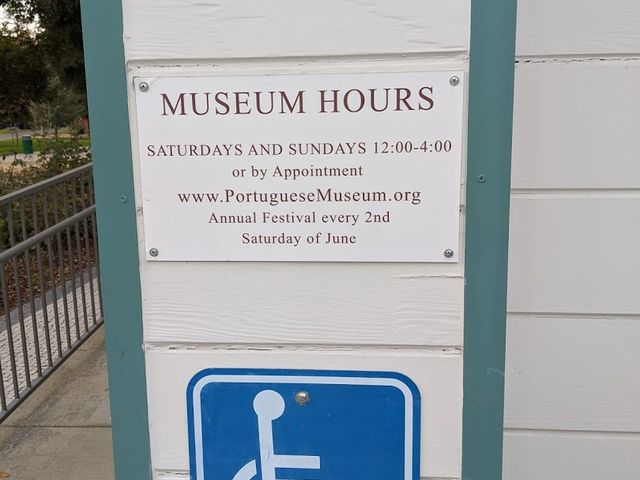 MUSEUM HOURS
SATURDAYS AND SUNDAYS 12:00-4:00
or by Appointment
www.PortugueseMuseum.org
Annual Festival every 2nd
Saturday of June